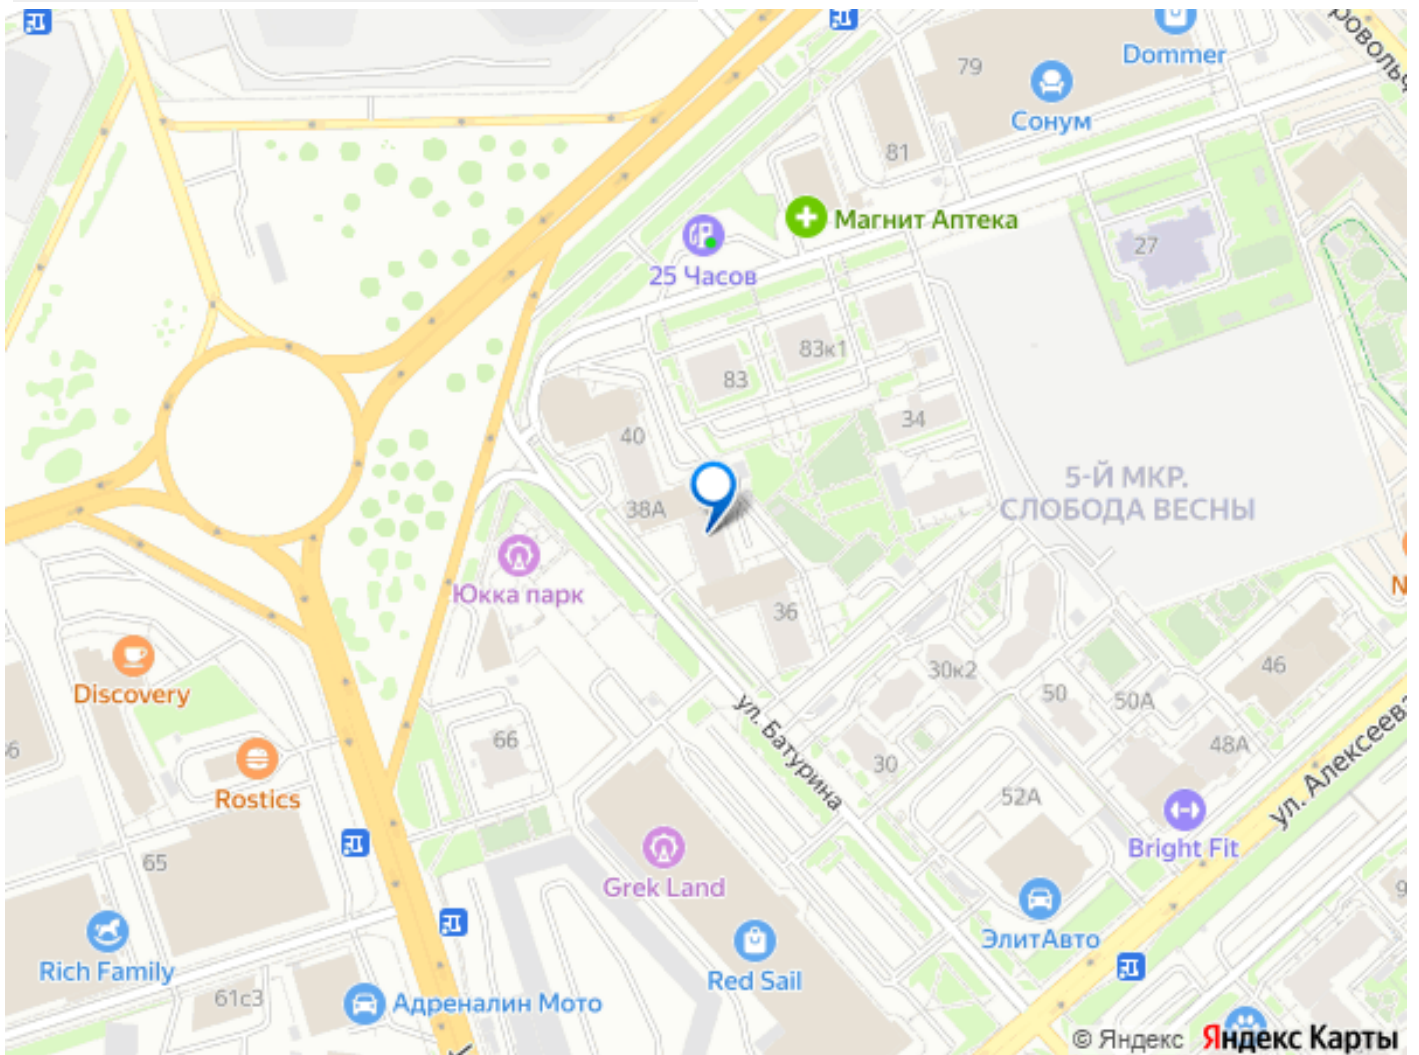 Dommer
79
Сонум
81
Магнит Аптека
27
25 Часов
83к1
83
34
40
5-Й МКР.
СЛОБОДА ВЕСНЫ
38А
Юкка парк
36
Discovery
30к2
46
50
50А
66
ул. Батурина
48А
ул. Алексеева
30
Rostics
52А
65
Bright Fit
Grek Land
ЭлитАвто
Rich Family
Red Sail
61с3
Адреналин Мото
© Яндекс Яндекс Карты